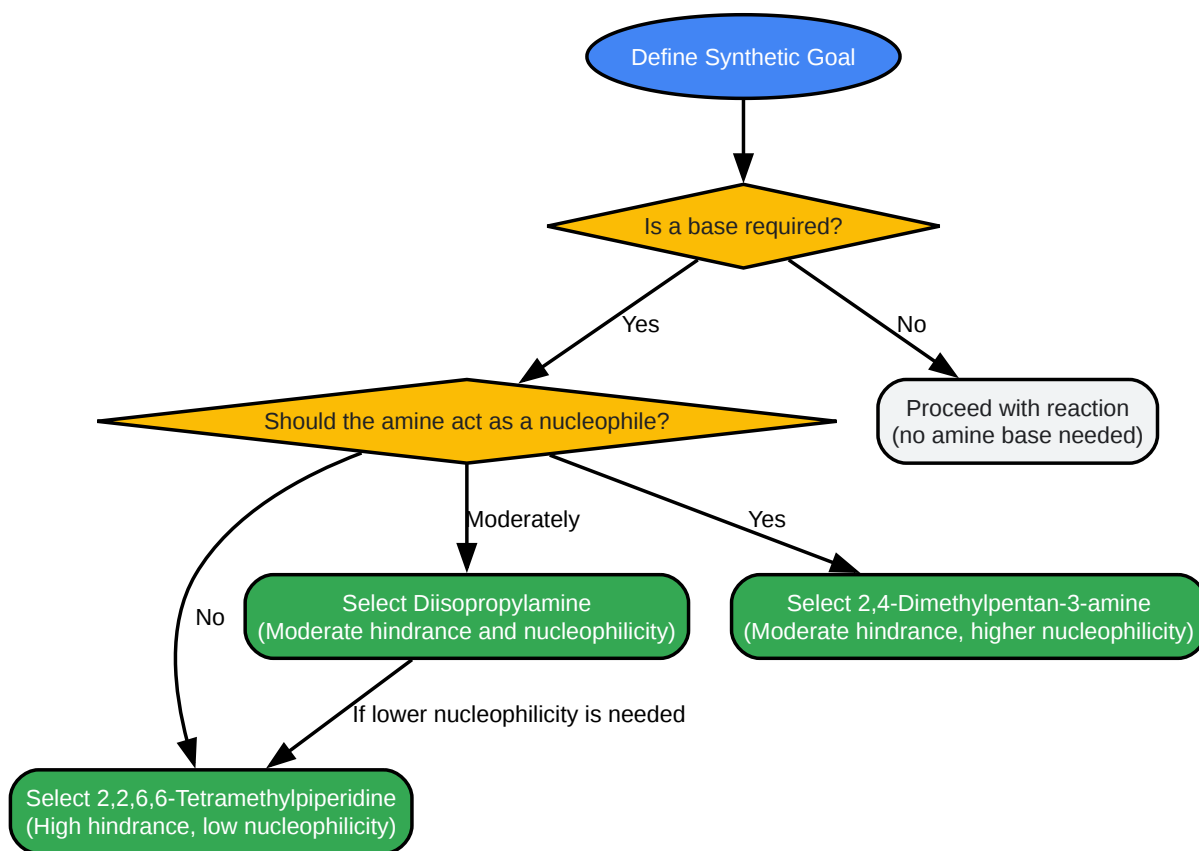 Define Synthetic Goal
Is a base required?
Yes
No
Should the amine act as a nucleophile?
Proceed with reaction
(no amine base needed)
No
Moderately
Yes
Select Diisopropylamine
(Moderate hindrance and nucleophilicity)
Select 2,4-Dimethylpentan-3-amine
(Moderate hindrance, higher nucleophilicity)
If lower nucleophilicity is needed
Select 2,2,6,6-Tetramethylpiperidine
(High hindrance, low nucleophilicity)